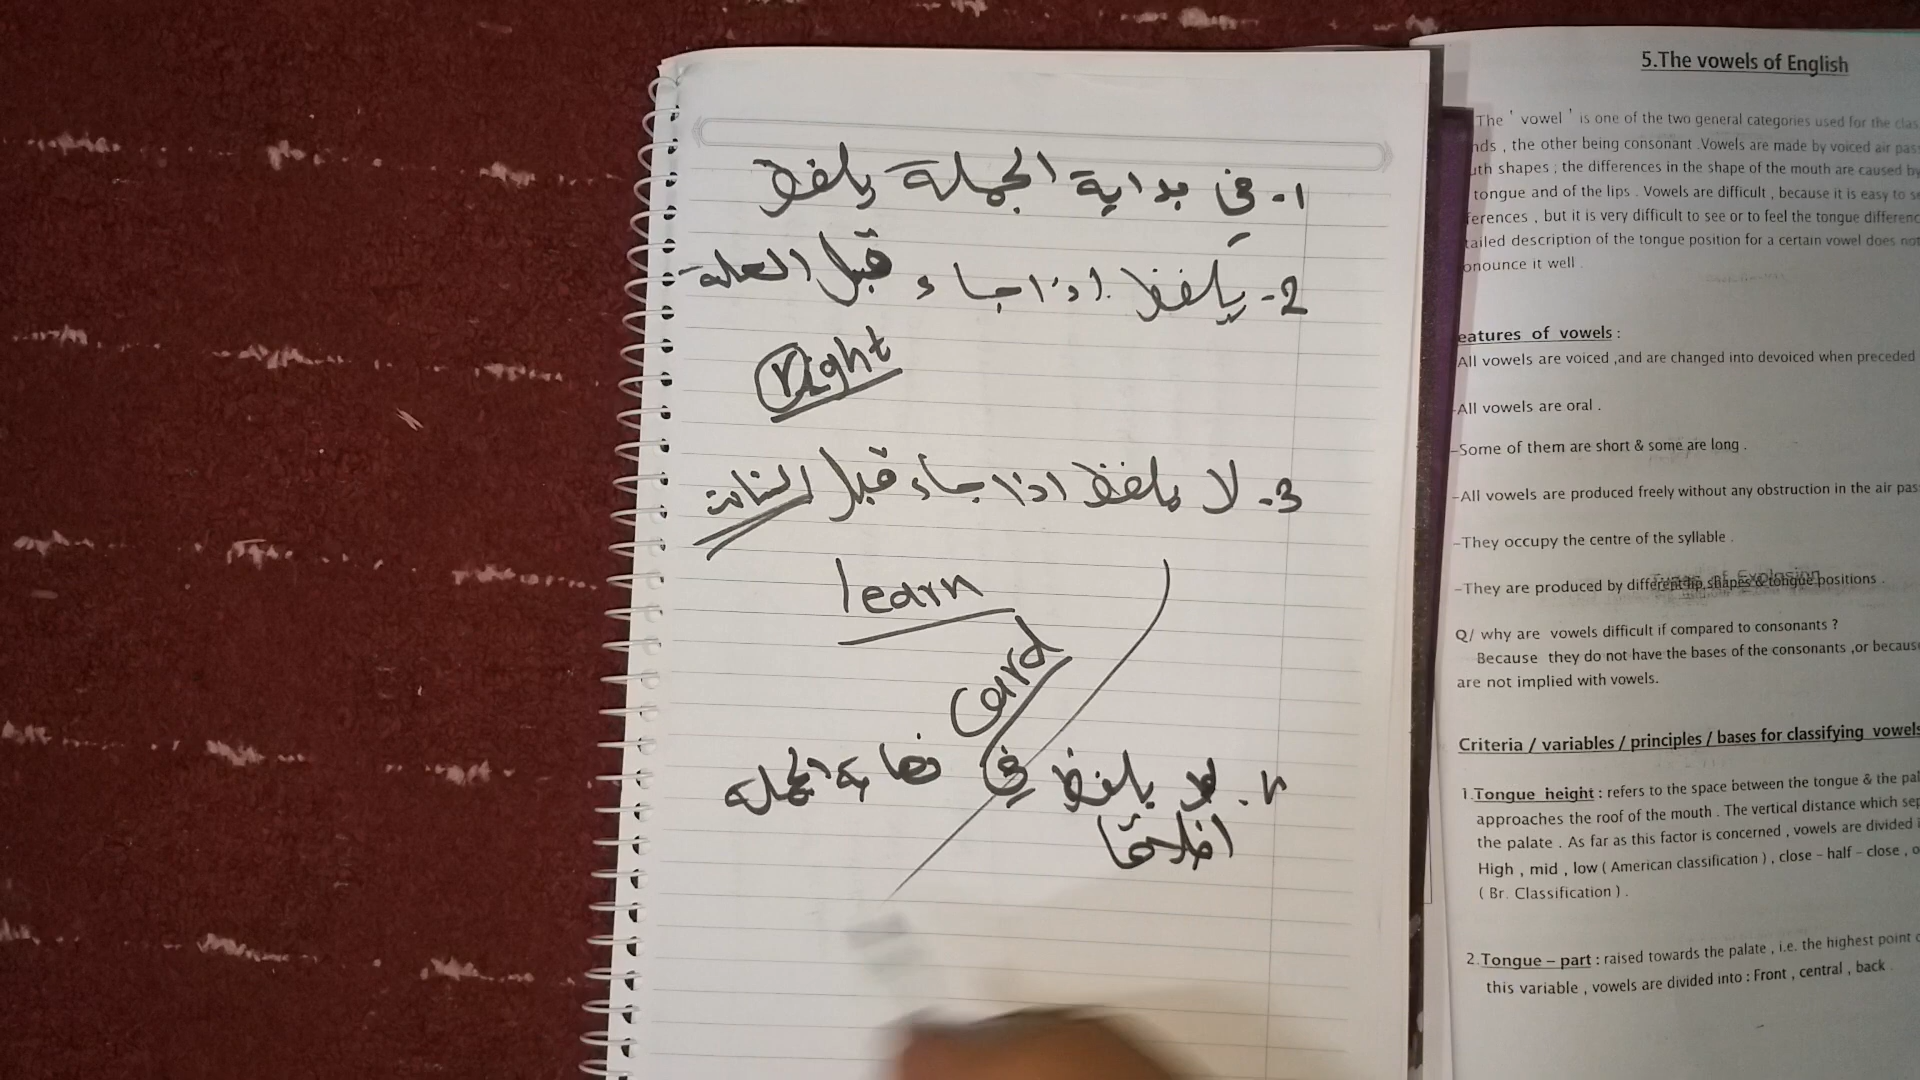 ١- في بداية الجملة يلفظ
2- يلفظ اذا جاء قبل العلة
right
3- لا يلفظ اذا جاء قبل الساكن
learn
card
لا يلفظ في نهاية الجملة
5.The vowels of English
The ' vowel ' is one of the two general categories used for the clas
nds , the other being consonant .Vowels are made by voiced air pas
uth shapes ; the differences in the shape of the mouth are caused by
tongue and of the lips . Vowels are difficult , because it is easy to se
ferences , but it is very difficult to see or to feel the tongue differenc
tailed description of the tongue position for a certain vowel does not
onounce it well .
eatures of vowels :
All vowels are voiced ,and are changed into devoiced when preceded
-All vowels are oral .
-Some of them are short & some are long .
-All vowels are produced freely without any obstruction in the air pas
-They occupy the centre of the syllable .
-They are produced by different lip shapes & tongue positions .
Q/ why are vowels difficult if compared to consonants ?
Because they do not have the bases of the consonants ,or because
are not implied with vowels.
Criteria / variables / principles / bases for classifying vowels
1.Tongue height : refers to the space between the tongue & the pal
approaches the roof of the mouth . The vertical distance which sep
the palate . As far as this factor is concerned , vowels are divided i
High , mid , low ( American classification ) , close – half – close , o
( Br. Classification ) .
2.Tongue – part : raised towards the palate , i.e. the highest point o
this variable , vowels are divided into : Front , central , back .